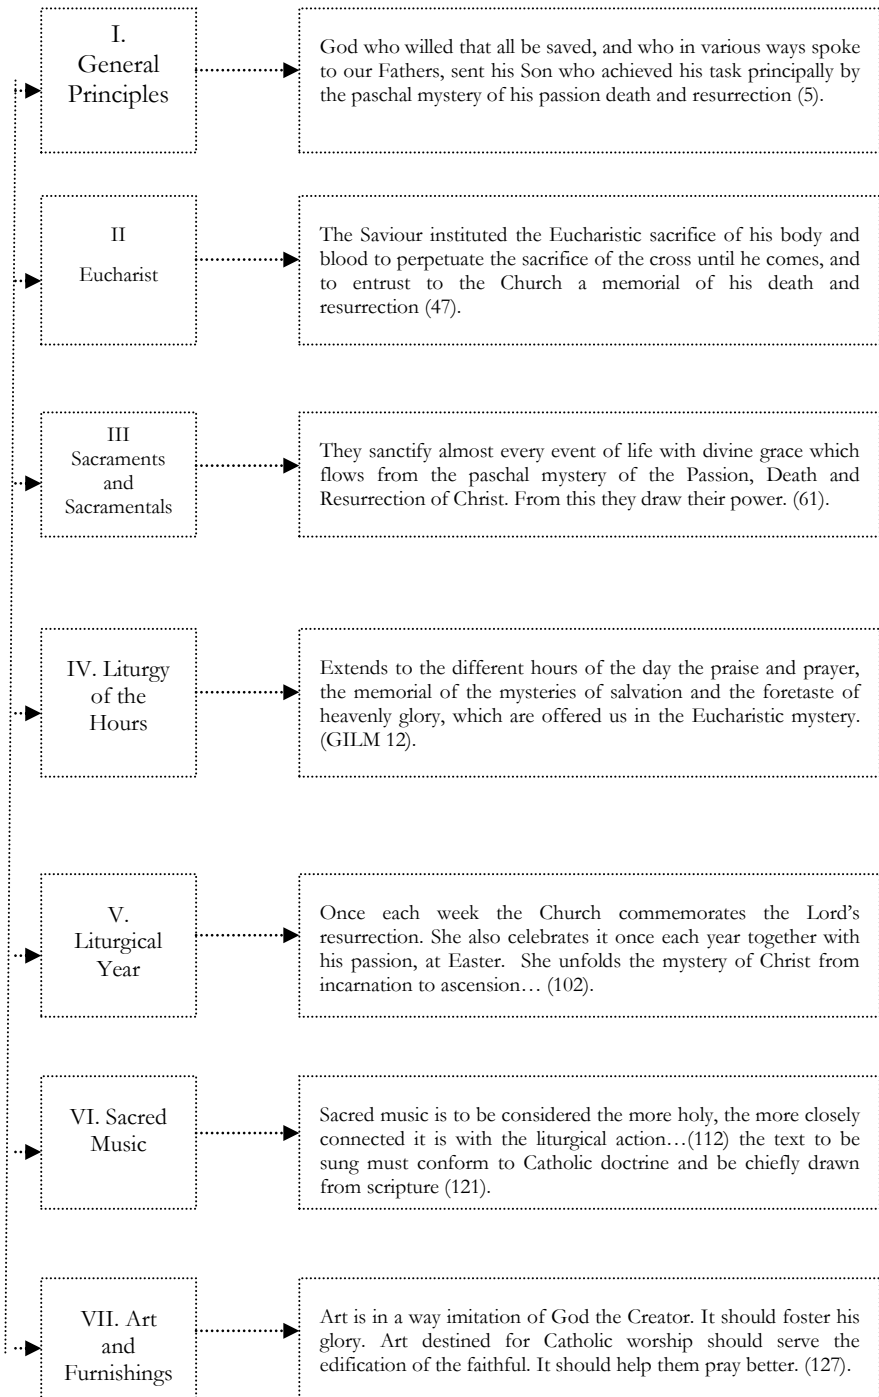 I.
General
Principles
God who willed that all be saved, and who in various ways spoke
to our Fathers, sent his Son who achieved his task principally by
the paschal mystery of his passion death and resurrection (5).
II
Eucharist
The Saviour instituted the Eucharistic sacrifice of his body and
blood to perpetuate the sacrifice of the cross until he comes, and
to entrust to the Church a memorial of his death and
resurrection (47).
III
Sacraments
and
Sacramentals
They sanctify almost every event of life with divine grace which
flows from the paschal mystery of the Passion, Death and
Resurrection of Christ. From this they draw their power. (61).
IV. Liturgy
of the
Hours
Extends to the different hours of the day the praise and prayer,
the memorial of the mysteries of salvation and the foretaste of
heavenly glory, which are offered us in the Eucharistic mystery.
(GILM 12).
V.
Liturgical
Year
Once each week the Church commemorates the Lord's
resurrection. She also celebrates it once each year together with
his passion, at Easter. She unfolds the mystery of Christ from
incarnation to ascension… (102).
VI. Sacred
Music
Sacred music is to be considered the more holy, the more closely
connected it is with the liturgical action…(112) the text to be
sung must conform to Catholic doctrine and be chiefly drawn
from scripture (121).
VII. Art
and
Furnishings
Art is in a way imitation of God the Creator. It should foster his
glory. Art destined for Catholic worship should serve the
edification of the faithful. It should help them pray better. (127).